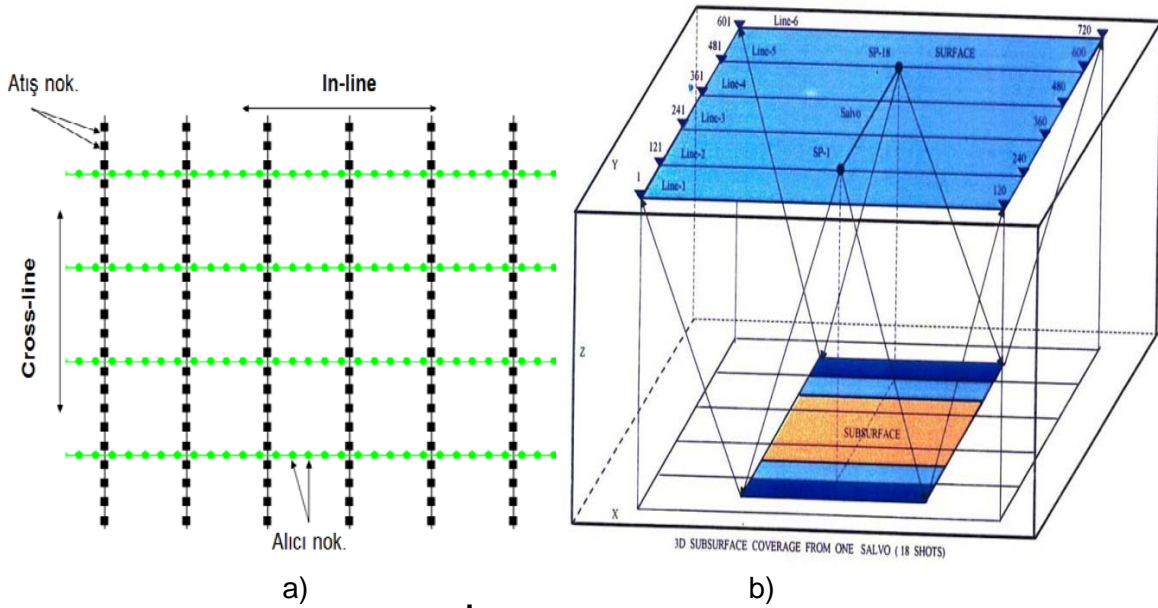 Atış nok.
In-line
Cross-line
Alıcı nok.
a)
601
Line-6
720
481
Line-5
SP-18
SURFACE
600
361
Line-4
480
241
Line-3
Salvo
360
121
Line-2
SP-1
240
Y
1
Line-1
120
Z
SUBSURFACE
X
3D SUBSURFACE COVERAGE FROM ONE SALVO ( 18 SHOTS)
b)